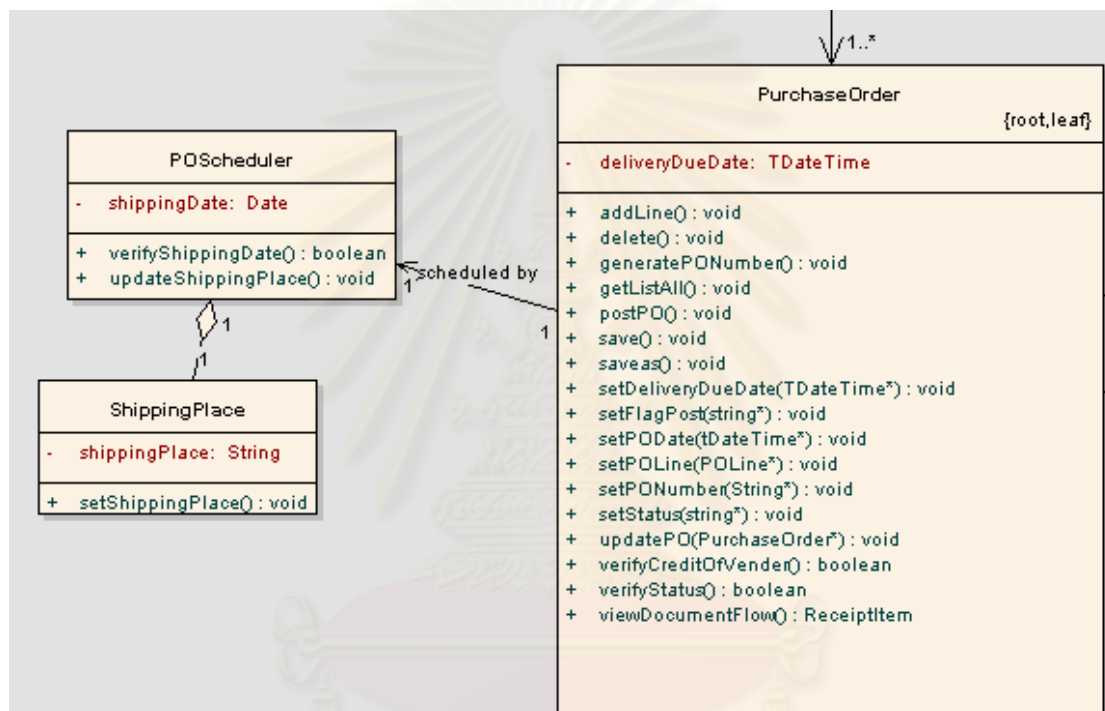 1..*
PurchaseOrder
{root,leaf}
- deliveryDueDate: TDateTime
+ addLine() : void
+ delete() : void
+ generatePONumber() : void
+ getListAll() : void
+ postPO() : void
+ save() : void
+ saveas() : void
+ setDeliveryDueDate(TDateTime*) : void
+ setFlagPost(string*) : void
+ setPODate(tDateTime*) : void
+ setPOLine(POLine*) : void
+ setPONumber(String*) : void
+ setStatus(string*) : void
+ updatePO(PurchaseOrder*) : void
+ verifyCreditOfVender() : boolean
+ verifyStatus() : boolean
+ viewDocumentFlow() : ReceiptItem
POScheduler
- shippingDate: Date
+ verifyShippingDate() : boolean
+ updateShippingPlace() : void
scheduled by
1
1
1
1
ShippingPlace
- shippingPlace: String
+ setShippingPlace() : void